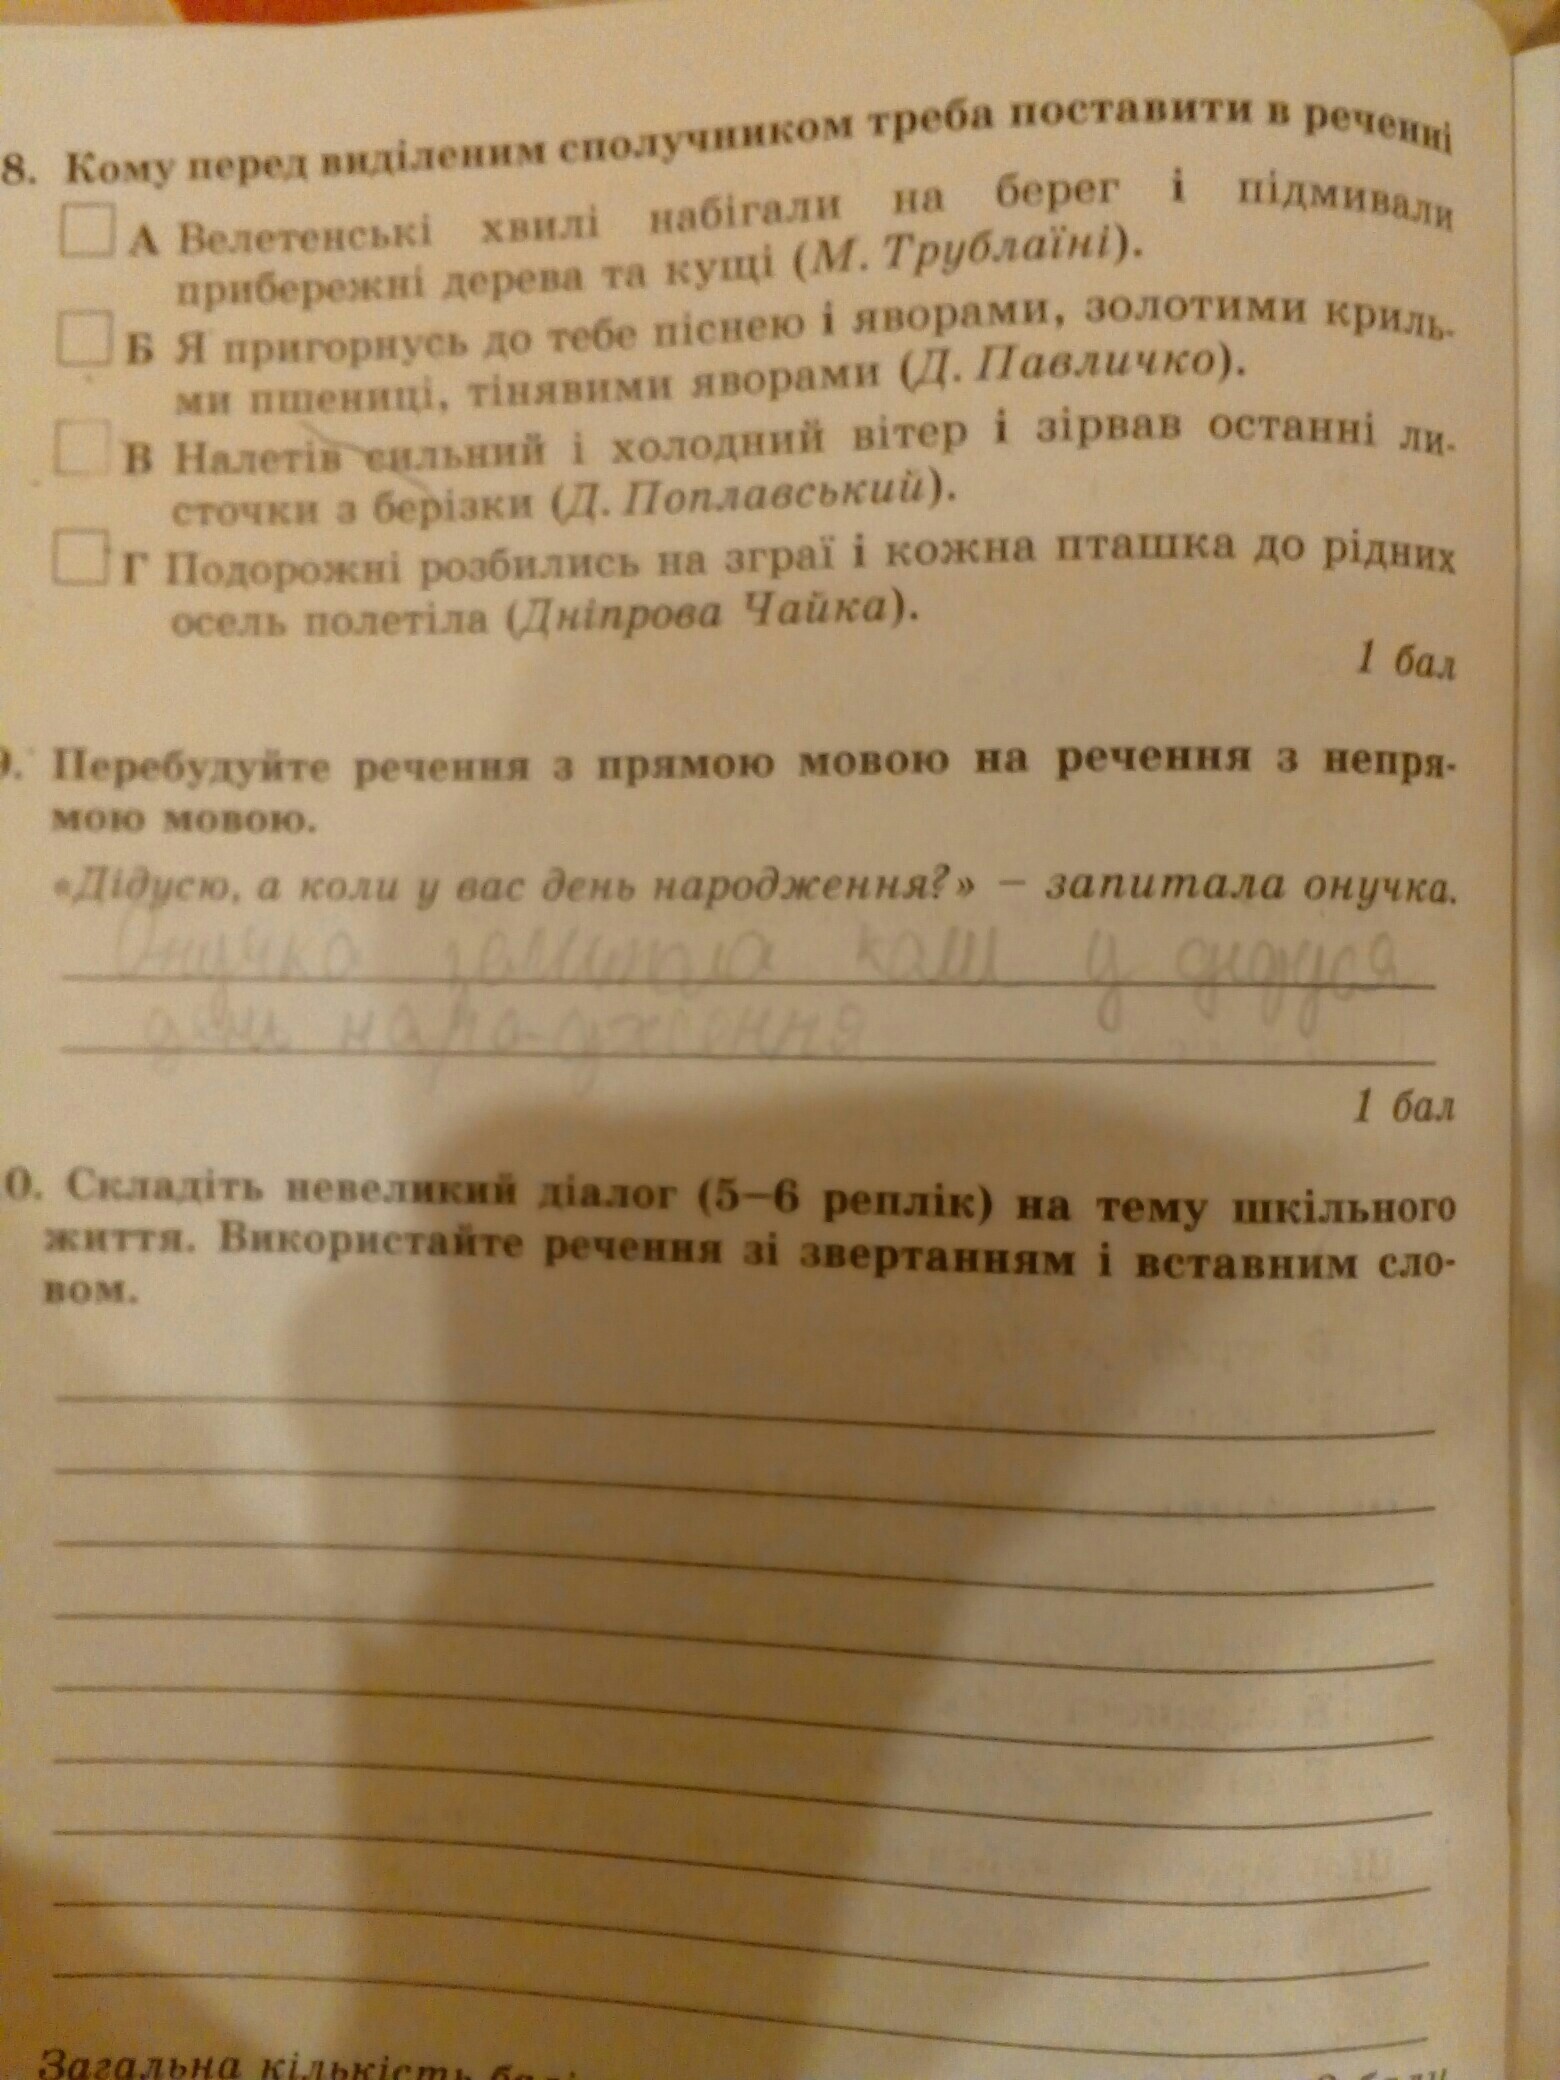 8. Кому перед виділеним сполучником треба поставити в реченні
А Велетенські хвилі набігали на берег і підмивали
прибережні дерева та кущі (М. Трублаїні).
Б Я пригорнусь до тебе піснею і яворами, золотими криль-
ми пшениці, тінявими яворами (Д. Павличко).
В Налетів сильний і холодний вітер і зірвав останні ли-
сточки з берізки (Д. Поплавський).
Г Подорожні розбились на зграї і кожна пташка до рідних
осель полетіла (Дніпрова Чайка).
1 бал
9. Перебудуйте речення з прямою мовою на речення з непря-
мою мовою.
«Дідусю, а коли у вас день народження?» – запитала онучка.
Онучка запитала коли у дідуся
день народження
1 бал
0. Складіть невеликий діалог (5–6 реплік) на тему шкільного
життя. Використайте речення зі звертанням і вставним сло-
вом.
Загальна кількість